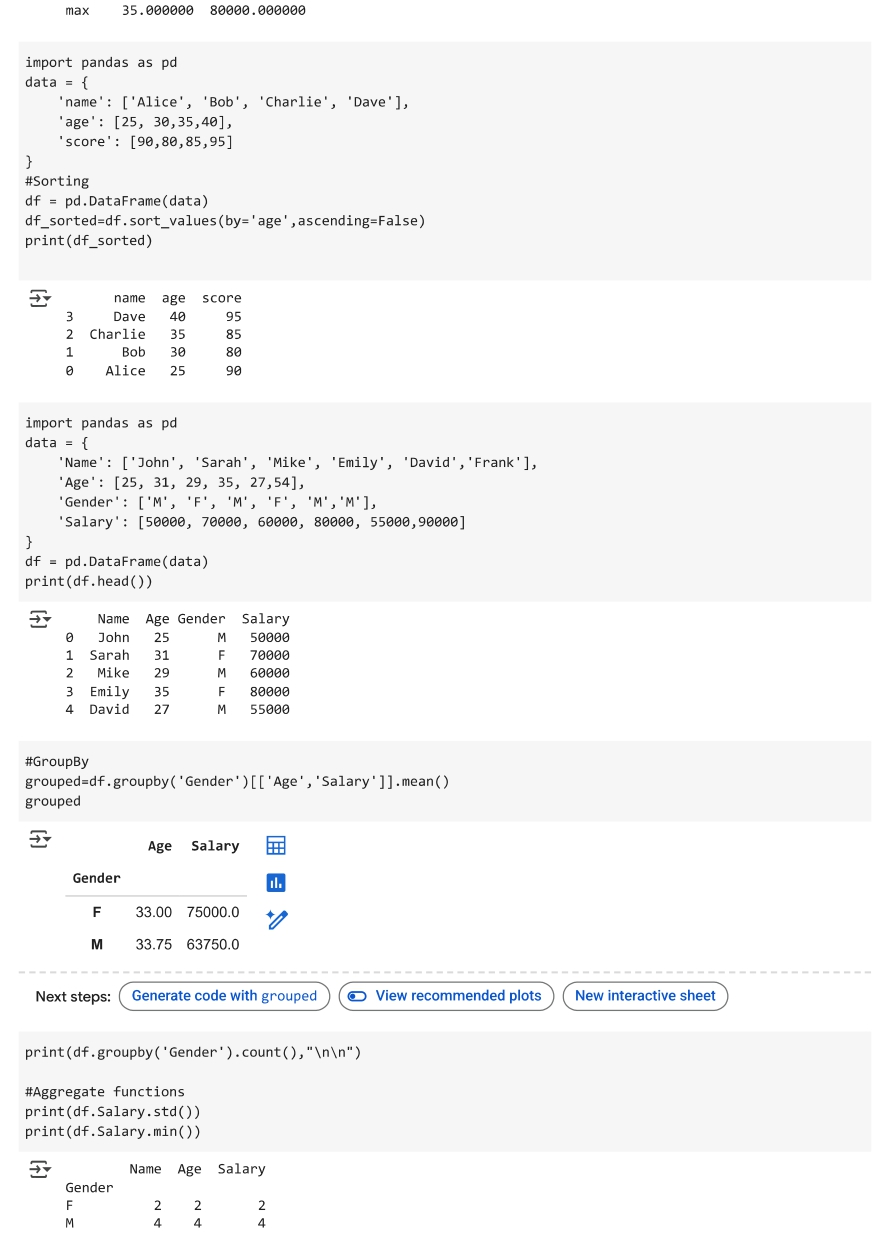 max    35.000000  80000.000000
import pandas as pd
data = {
    'name': ['Alice', 'Bob', 'Charlie', 'Dave'],
    'age': [25, 30,35,40],
    'score': [90,80,85,95]
}
#Sorting
df = pd.DataFrame(data)
df_sorted=df.sort_values(by='age',ascending=False)
print(df_sorted)
      name  age  score
3     Dave   40     95
2  Charlie   35     85
1      Bob   30     80
0    Alice   25     90
import pandas as pd
data = {
    'Name': ['John', 'Sarah', 'Mike', 'Emily', 'David','Frank'],
    'Age': [25, 31, 29, 35, 27,54],
    'Gender': ['M', 'F', 'M', 'F', 'M','M'],
    'Salary': [50000, 70000, 60000, 80000, 55000,90000]
}
df = pd.DataFrame(data)
print(df.head())
    Name  Age Gender  Salary
0   John   25      M   50000
1  Sarah   31      F   70000
2   Mike   29      M   60000
3  Emily   35      F   80000
4  David   27      M   55000
#GroupBy
grouped=df.groupby('Gender')[['Age','Salary']].mean()
grouped
Age  Salary
Gender
F  33.00  75000.0
M  33.75  63750.0
Next steps: Generate code with grouped  View recommended plots  New interactive sheet
print(df.groupby('Gender').count(),"\n\n")
#Aggregate functions
print(df.Salary.std())
print(df.Salary.min())
        Name  Age  Salary
Gender
F          2    2       2
M          4    4       4